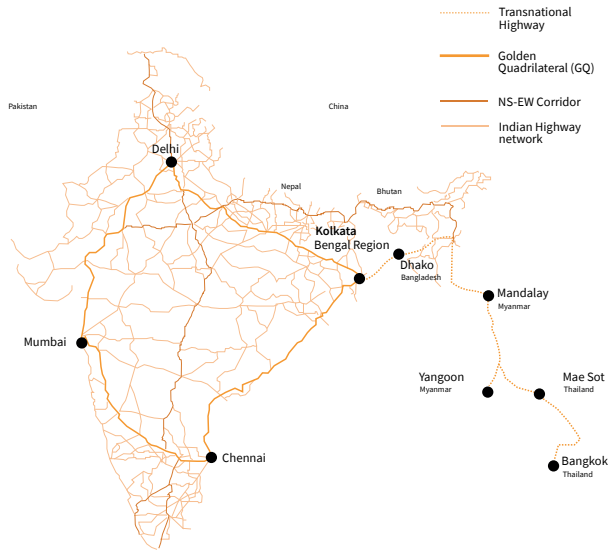 Transnational
Highway
Golden
Quadrilateral (GQ)
NS-EW Corridor
Indian Highway
network
Pakistan
China
Delhi
Nepal
Bhutan
Kolkata
Bengal Region
Dhako
Bangladesh
Mandalay
Myanmar
Mumbai
Yangoon
Myanmar
Mae Sot
Thailand
Chennai
Bangkok
Thailand